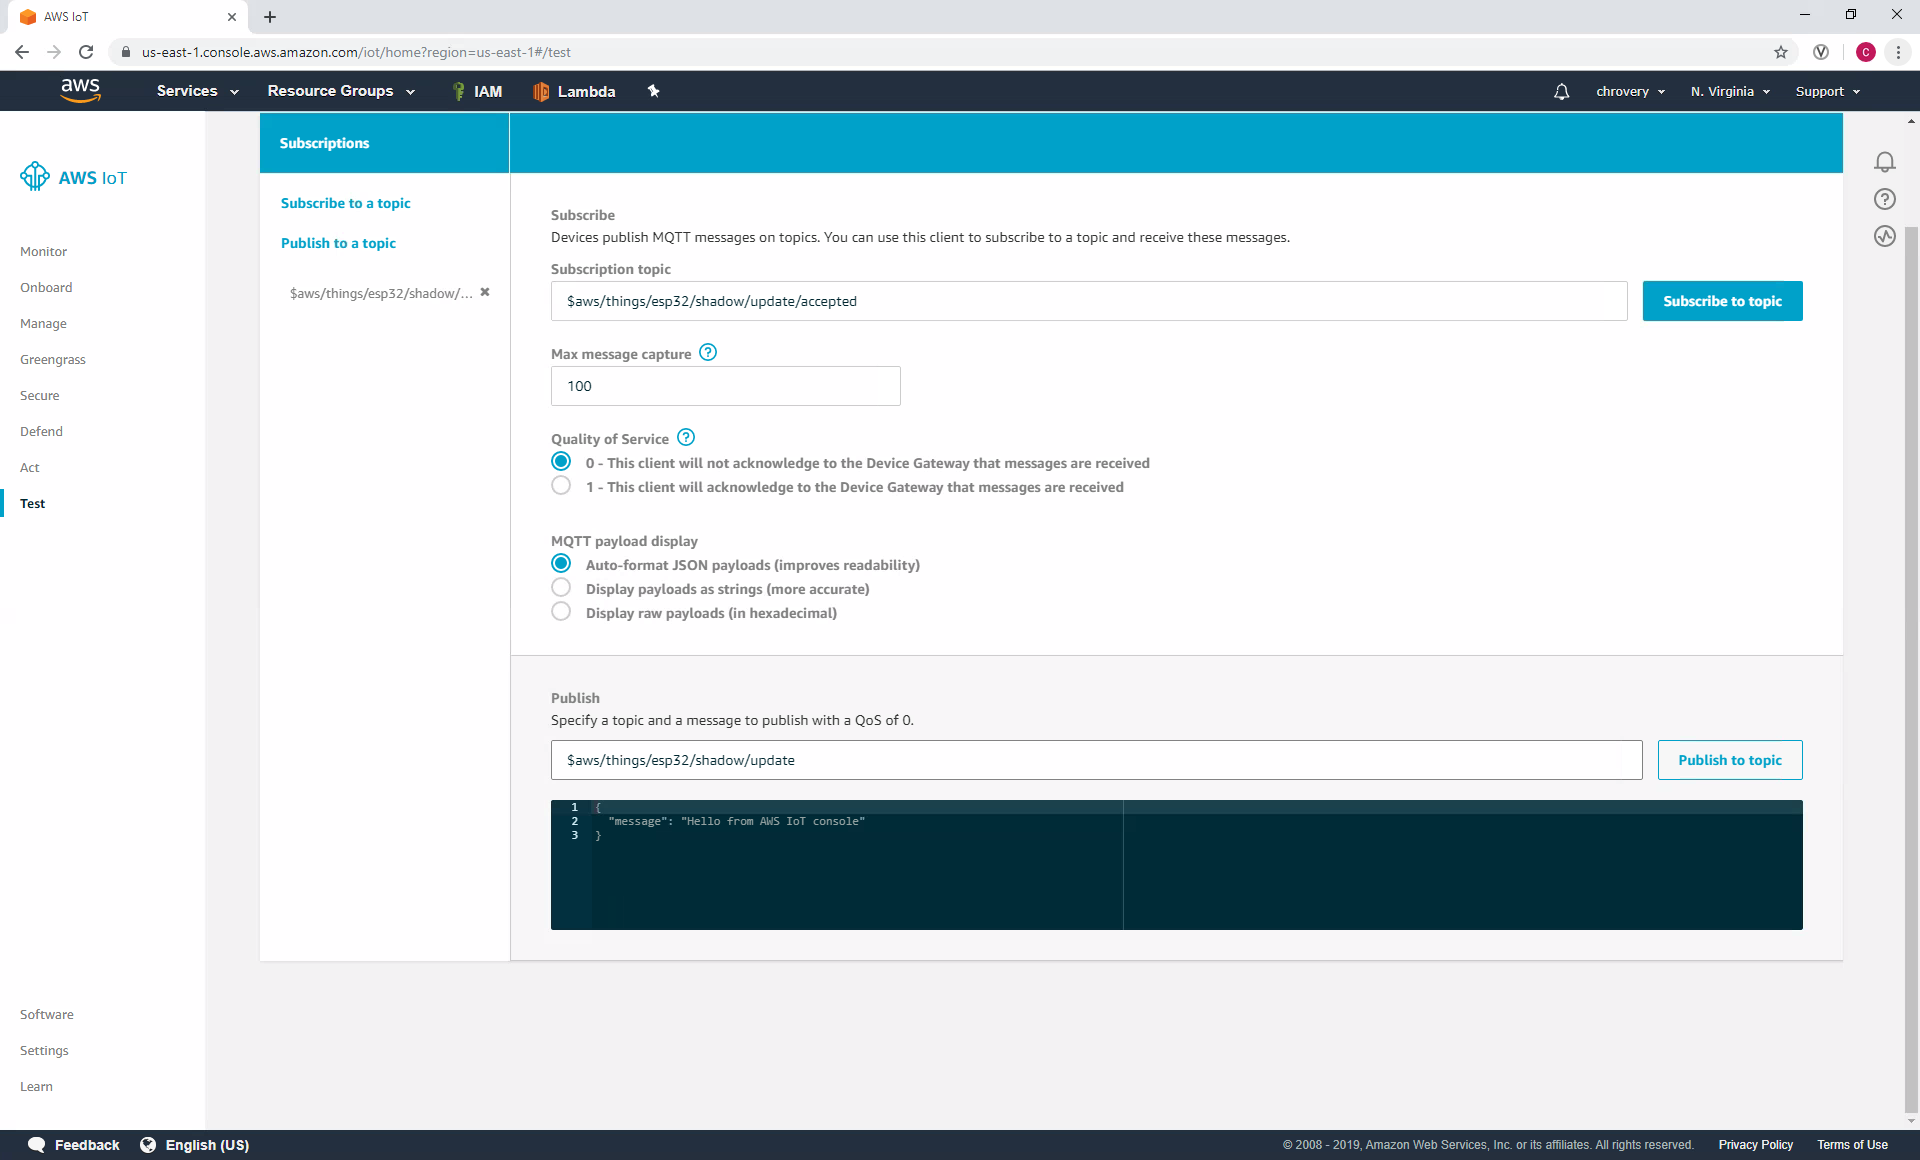 AWS IoT
us-east-1.console.aws.amazon.com/iot/home?region=us-east-1#/test
C
aws
Services
Resource Groups
IAM
Lambda
chrovery
N. Virginia
Support
AWS IoT
Monitor
Onboard
Manage
Greengrass
Secure
Defend
Act
Test
Software
Settings
Learn
Subscriptions
Subscribe to a topic
Publish to a topic
$aws/things/esp32/shadow/...
Subscribe
Devices publish MQTT messages on topics. You can use this client to subscribe to a topic and receive these messages.
Subscription topic
$aws/things/esp32/shadow/update/accepted
Subscribe to topic
Max message capture ?
100
Quality of Service ?
0 - This client will not acknowledge to the Device Gateway that messages are received
1 - This client will acknowledge to the Device Gateway that messages are received
MQTT payload display
Auto-format JSON payloads (improves readability)
Display payloads as strings (more accurate)
Display raw payloads (in hexadecimal)
Publish
Specify a topic and a message to publish with a QoS of 0.
$aws/things/esp32/shadow/update
Publish to topic
1 {
2 "message": "Hello from AWS IoT console"
3 }
Feedback
English (US)
© 2008 - 2019, Amazon Web Services, Inc. or its affiliates. All rights reserved.
Privacy Policy
Terms of Use